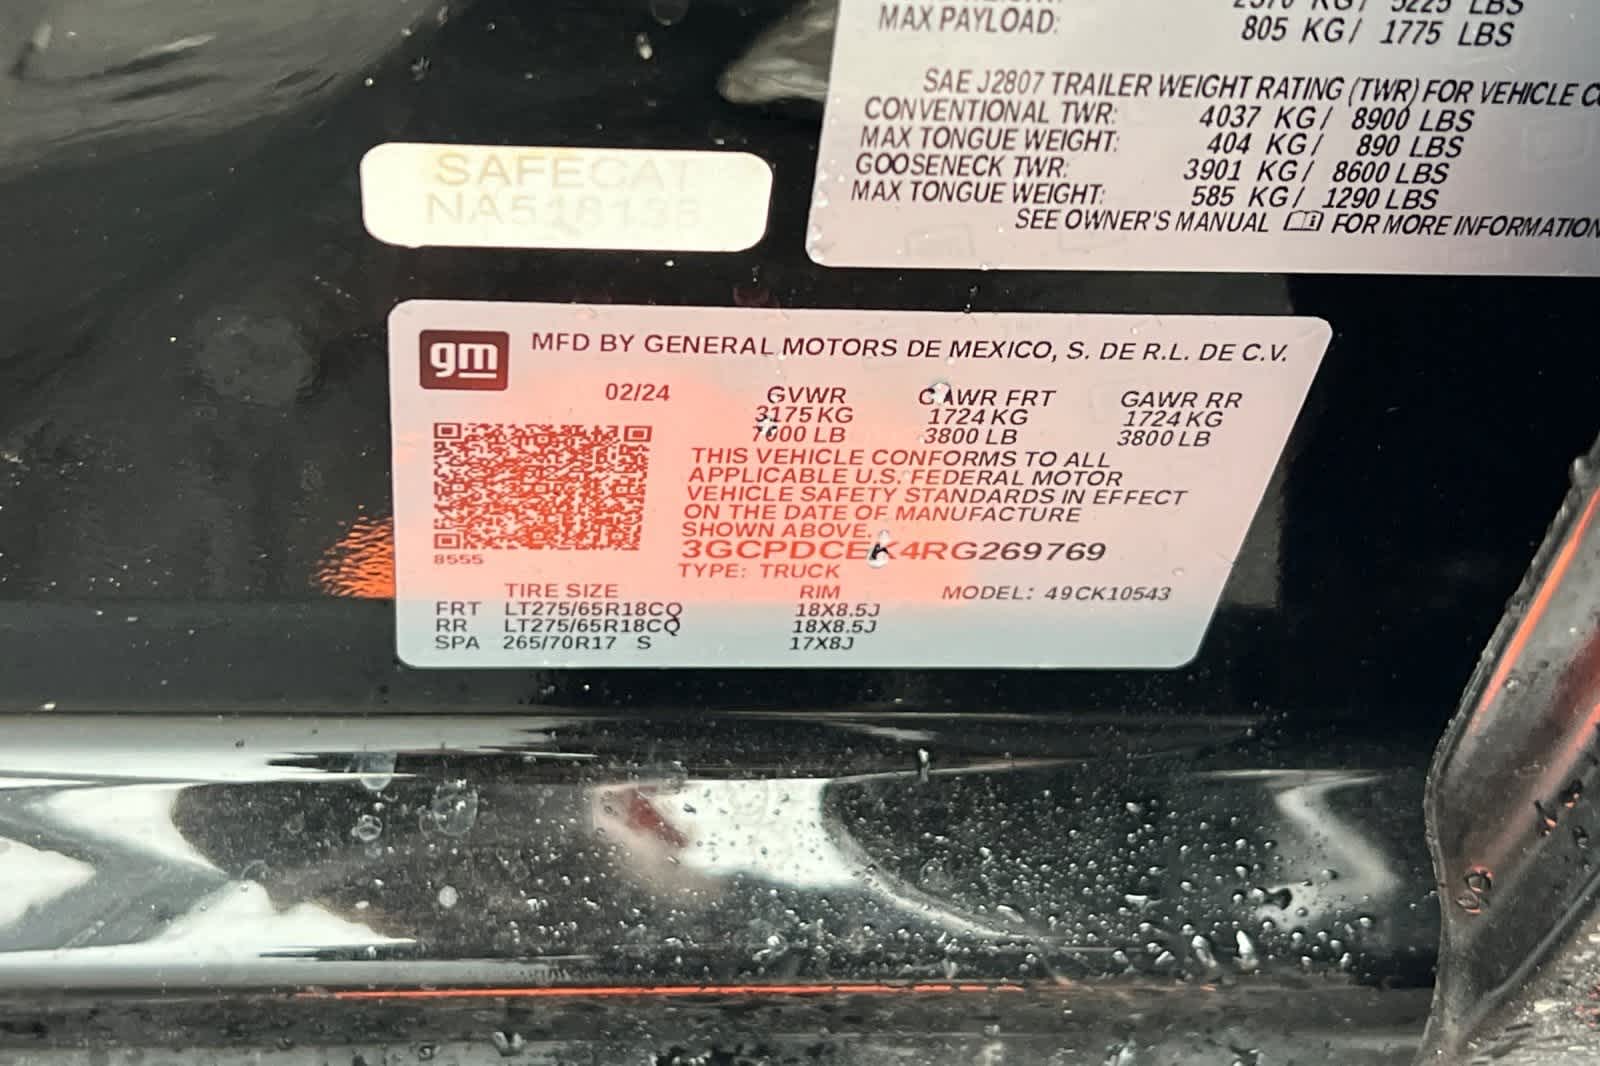 MAX PAYLOAD: 805 KG/ 1775 LBS
SAE J2807 TRAILER WEIGHT RATING (TWR) FOR VEHICLE
CONVENTIONAL TWR: 4037 KG/ 8900 LBS
MAX TONGUE WEIGHT: 404 KG/ 890 LBS
GOOSENECK TWR: 3901 KG/ 8600 LBS
MAX TONGUE WEIGHT: 585 KG/ 1290 LBS
SEE OWNER'S MANUAL FOR MORE INFORMATION
SAFECAT
NA518138
gm
MFD BY GENERAL MOTORS DE MEXICO, S. DE R.L. DE C.V.
02/24 GVWR GAWR FRT GAWR RR
3175 KG 1724 KG 1724 KG
7000 LB 3800 LB 3800 LB
THIS VEHICLE CONFORMS TO ALL
APPLICABLE U.S. FEDERAL MOTOR
VEHICLE SAFETY STANDARDS IN EFFECT
ON THE DATE OF MANUFACTURE
SHOWN ABOVE.
3GCPDCEK4RG269769
8555
TYPE: TRUCK
MODEL: 49CK10543
TIRE SIZE RIM
FRT LT275/65R18CQ 18X8.5J
RR LT275/65R18CQ 18X8.5J
SPA 265/70R17 S 17X8J